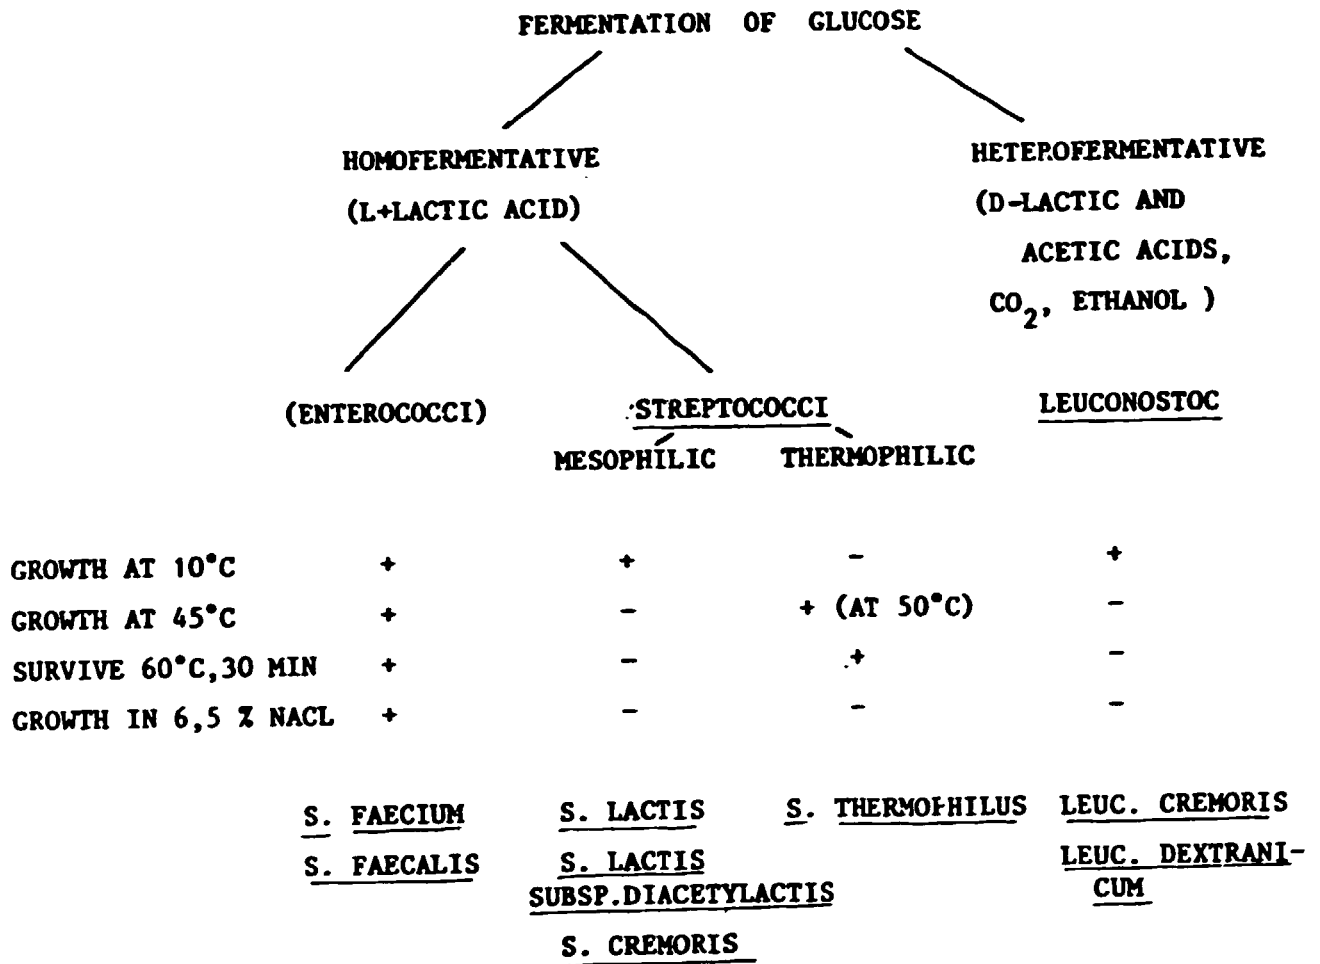 FERMENTATION OF GLUCOSE
HOMOFERMENTATIVE
HETEROFERMENTATIVE
(L+LACTIC ACID)
(D-LACTIC AND
ACETIC ACIDS,
CO2, ETHANOL )
(ENTEROCOCCI)
STREPTOCOCCI
LEUCONOSTOC
MESOPHILIC THERMOPHILIC
GROWTH AT 10°C + + - +
GROWTH AT 45°C + - + (AT 50°C) -
SURVIVE 60°C,30 MIN + - + -
GROWTH IN 6,5 % NACL + - - -
S. FAECIUM S. LACTIS S. THERMOPHILUS LEUC. CREMORIS
S. FAECALIS S. LACTIS LEUC. DEXTRANI-
SUBSP.DIACETYLACTIS CUM
S. CREMORIS